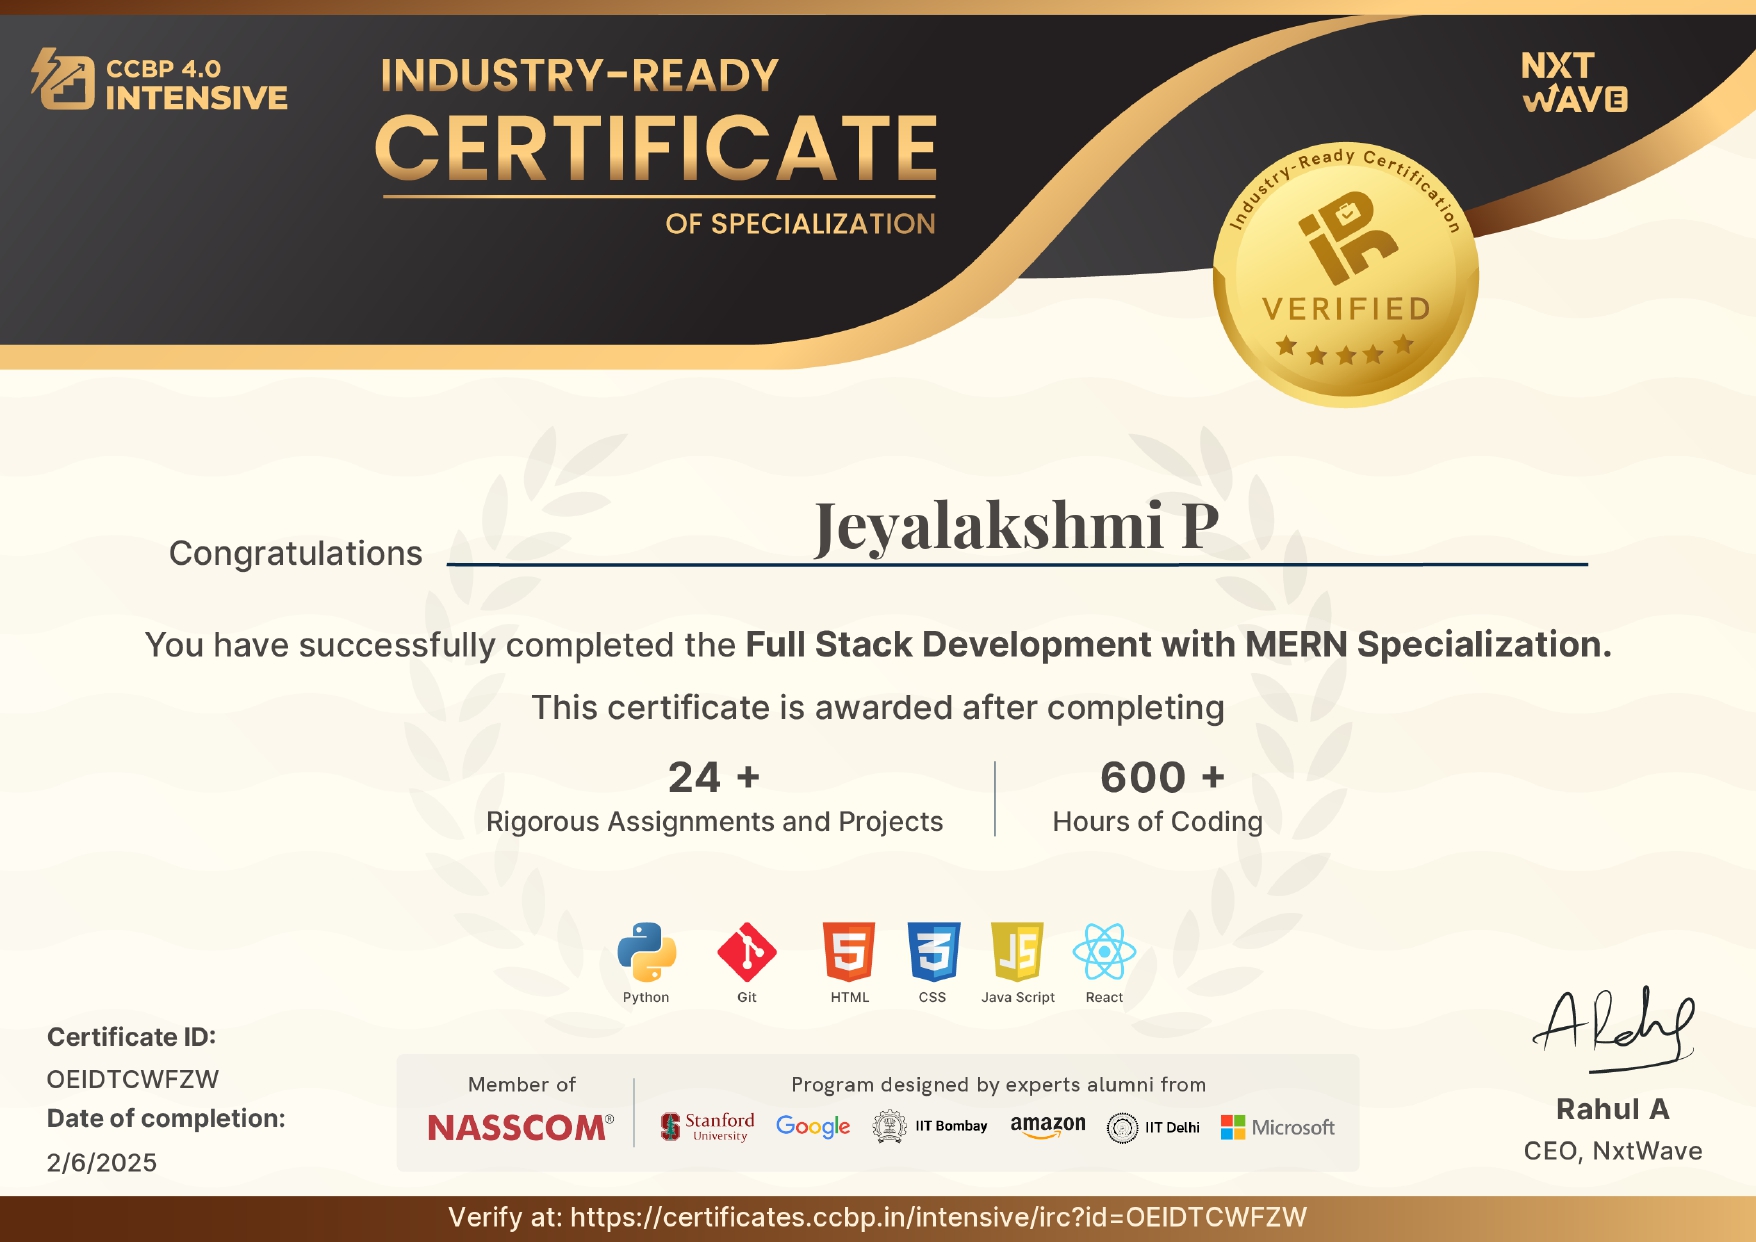 CCBP 4.0
INTENSIVE
INDUSTRY-READY
CERTIFICATE
OF SPECIALIZATION
NXT
WAVE
Industry-Ready Certification
VERIFIED
Congratulations Jeyalakshmi P
You have successfully completed the Full Stack Development with MERN Specialization.
This certificate is awarded after completing
24 + 600 +
Rigorous Assignments and Projects Hours of Coding
Python Git HTML CSS Java Script React
Certificate ID:
OEIDTCWFZW
Date of completion:
2/6/2025
Member of
NASSCOM®
Program designed by experts alumni from
Stanford University Google IIT Bombay amazon IIT Delhi Microsoft
Rahul A
CEO, NxtWave
Verify at: https://certificates.ccbp.in/intensive/irc?id=OEIDTCWFZW